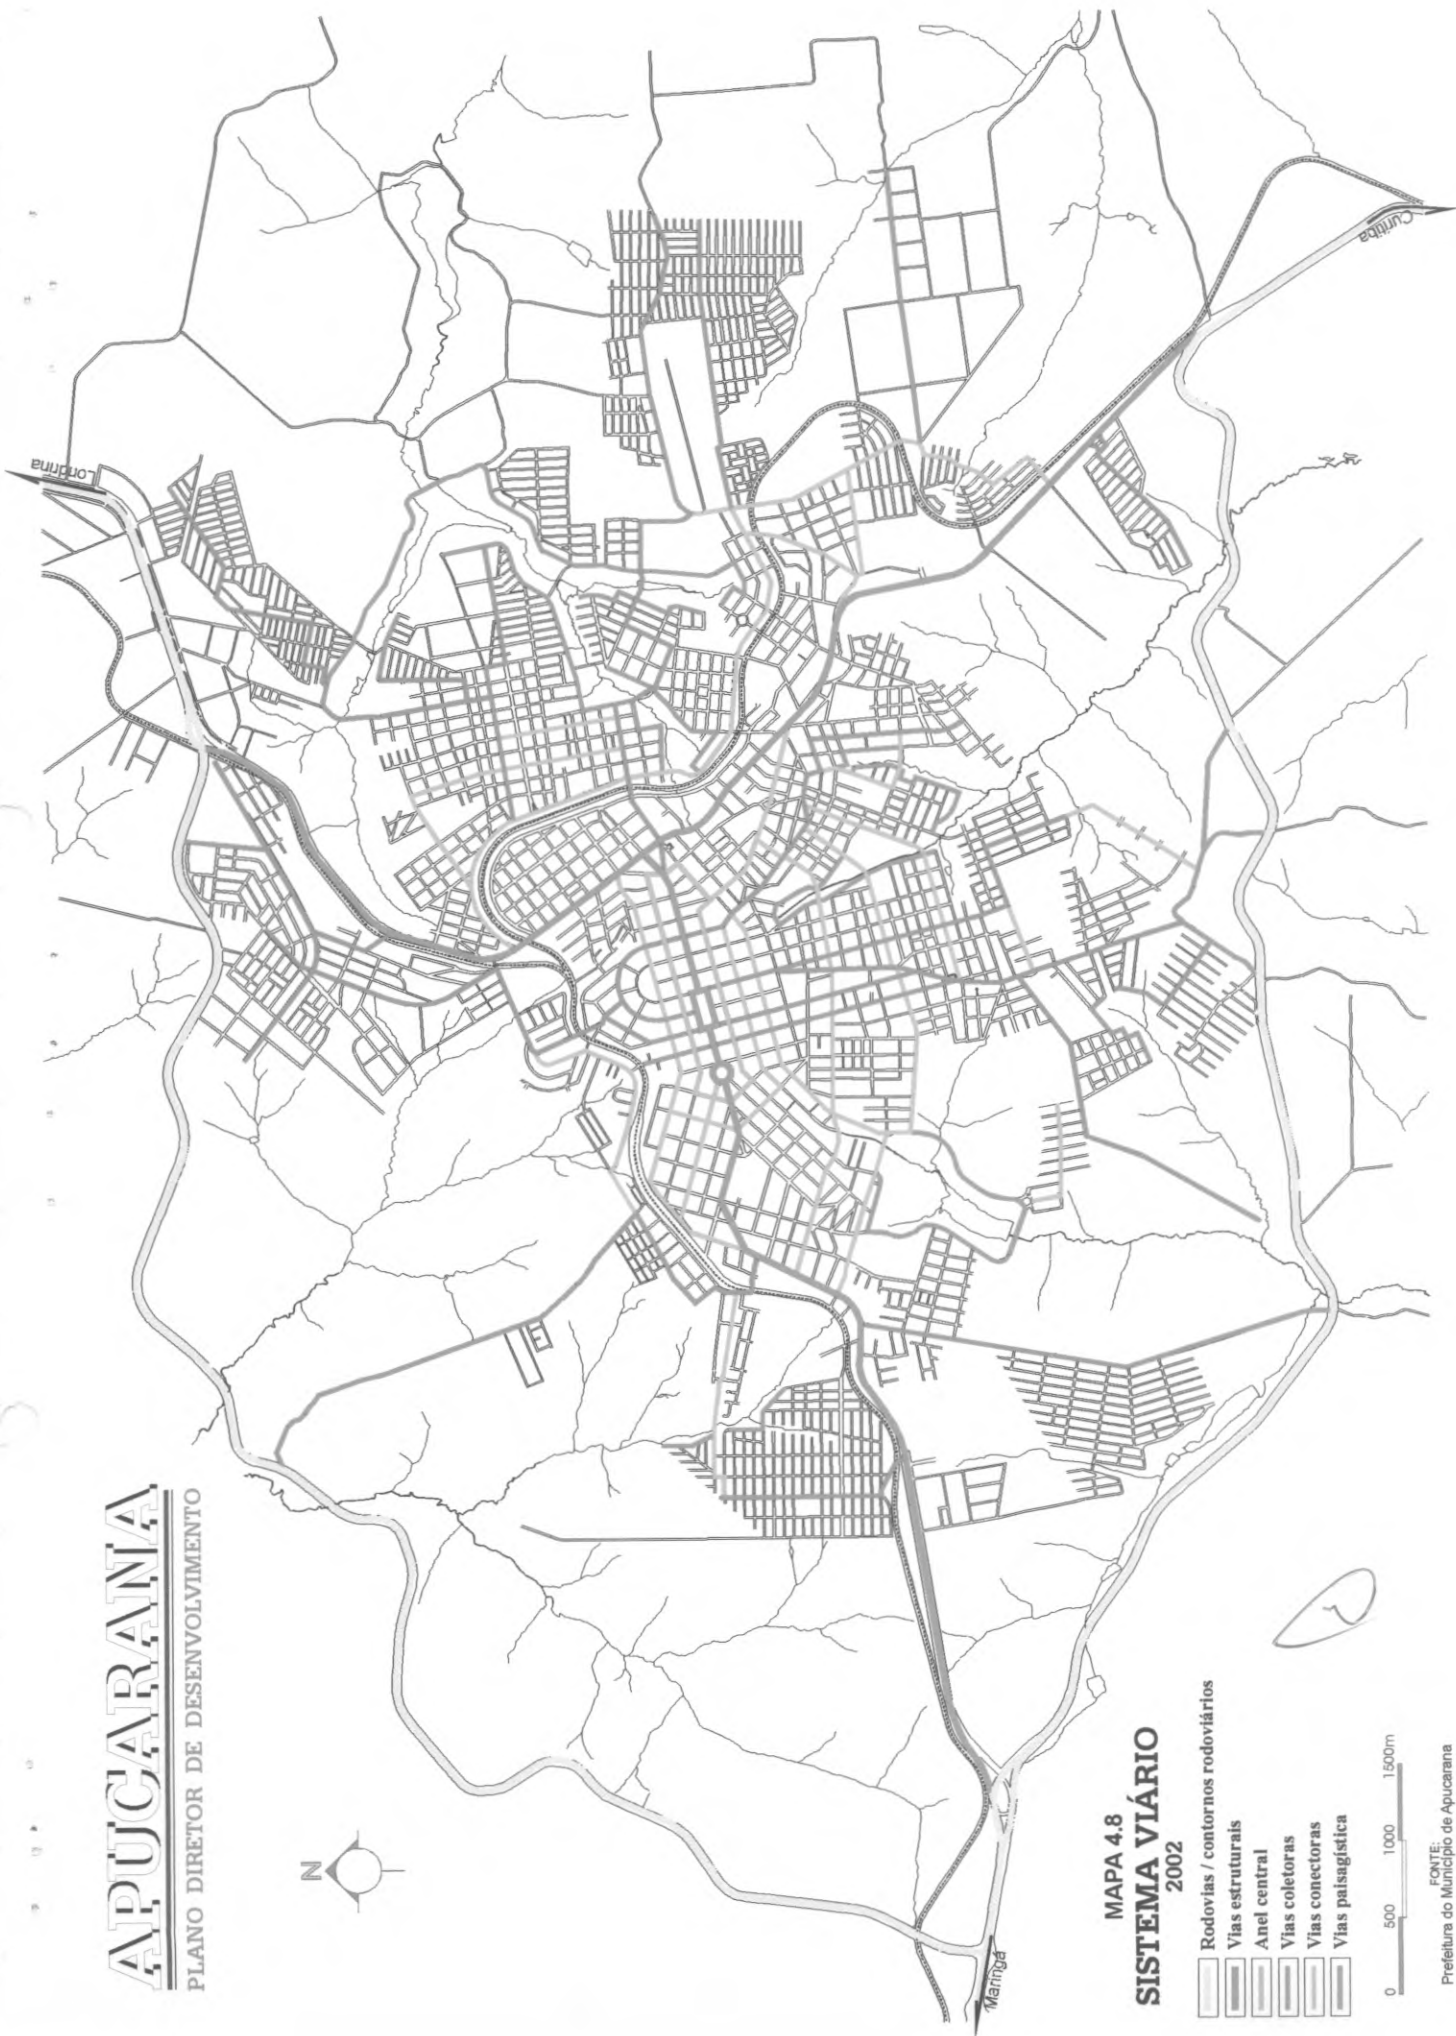 APUCARANA
PLANO DIRETOR DE DESENVOLVIMENTO
N
Londrina
Curitiba
Maringá
MAPA 4.8
SISTEMA VIÁRIO
2002
Rodovias / contornos rodoviários
Vias estruturais
Anel central
Vias coletoras
Vias conectoras
Vias paisagística
0 500 1000 1500m
FONTE:
Prefeitura do Município de Apucarana